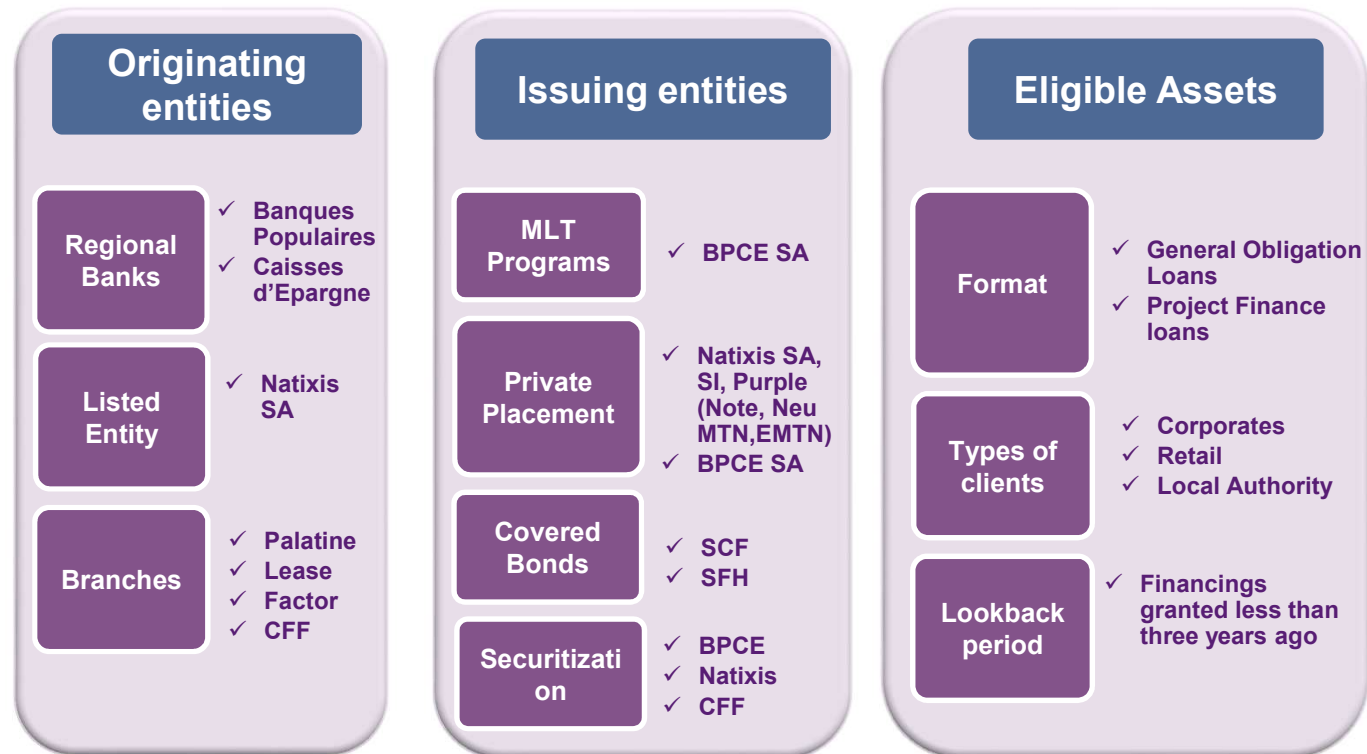 Originating
entities
Regional
Banks
✓ Banques
Populaires
✓ Caisses
d'Epargne
Listed
Entity
✓ Natixis
SA
Branches
✓ Palatine
✓ Lease
✓ Factor
✓ CFF
Issuing entities
MLT
Programs
✓ BPCE SA
Private
Placement
✓ Natixis SA,
SI, Purple
(Note, Neu
MTN,EMTN)
✓ BPCE SA
Covered
Bonds
✓ SCF
✓ SFH
Securitizati
on
✓ BPCE
✓ Natixis
✓ CFF
Eligible Assets
Format
✓ General Obligation
Loans
✓ Project Finance
loans
Types of
clients
✓ Corporates
✓ Retail
✓ Local Authority
Lookback
period
✓ Financings
granted less than
three years ago